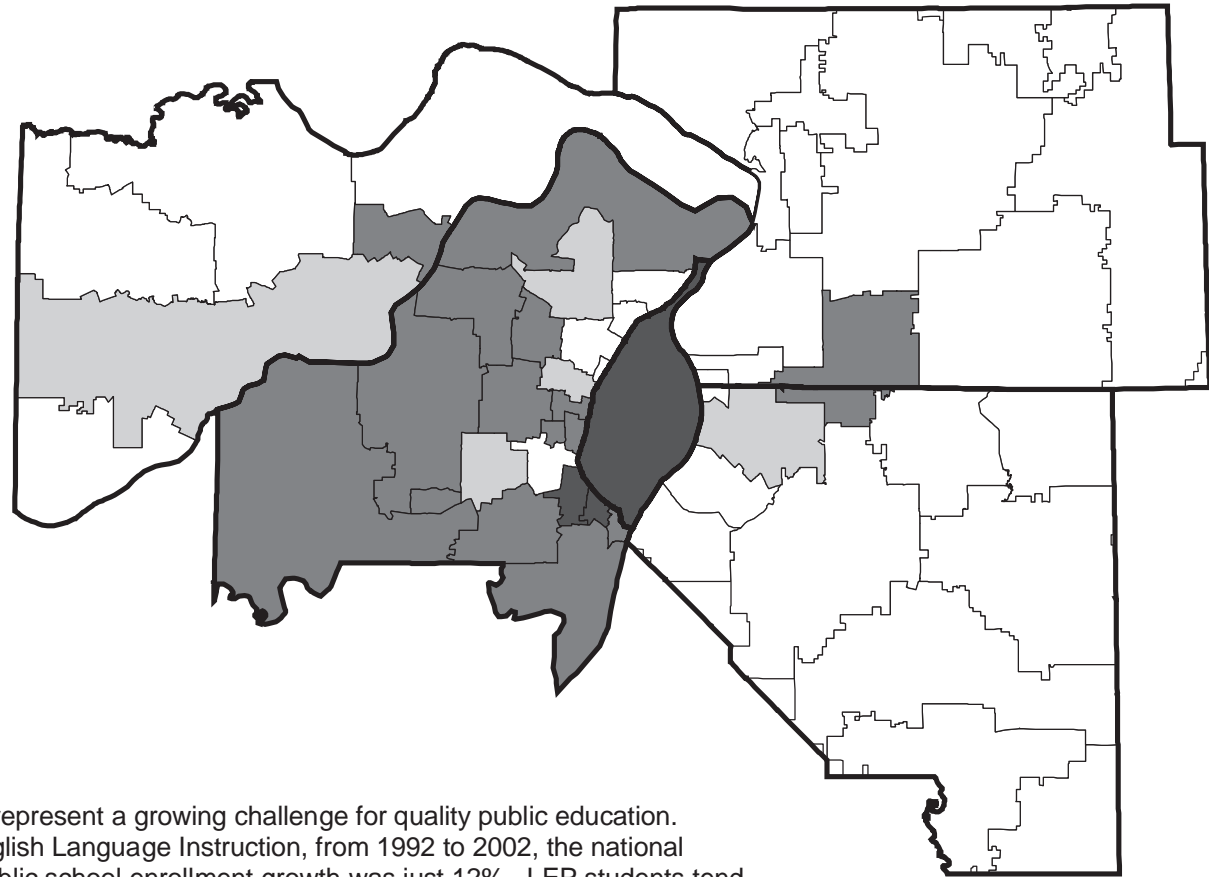 represent a growing challenge for quality public education.
glish Language Instruction, from 1992 to 2002, the national
blic school enrollment growth was just 12%. LEP students tend